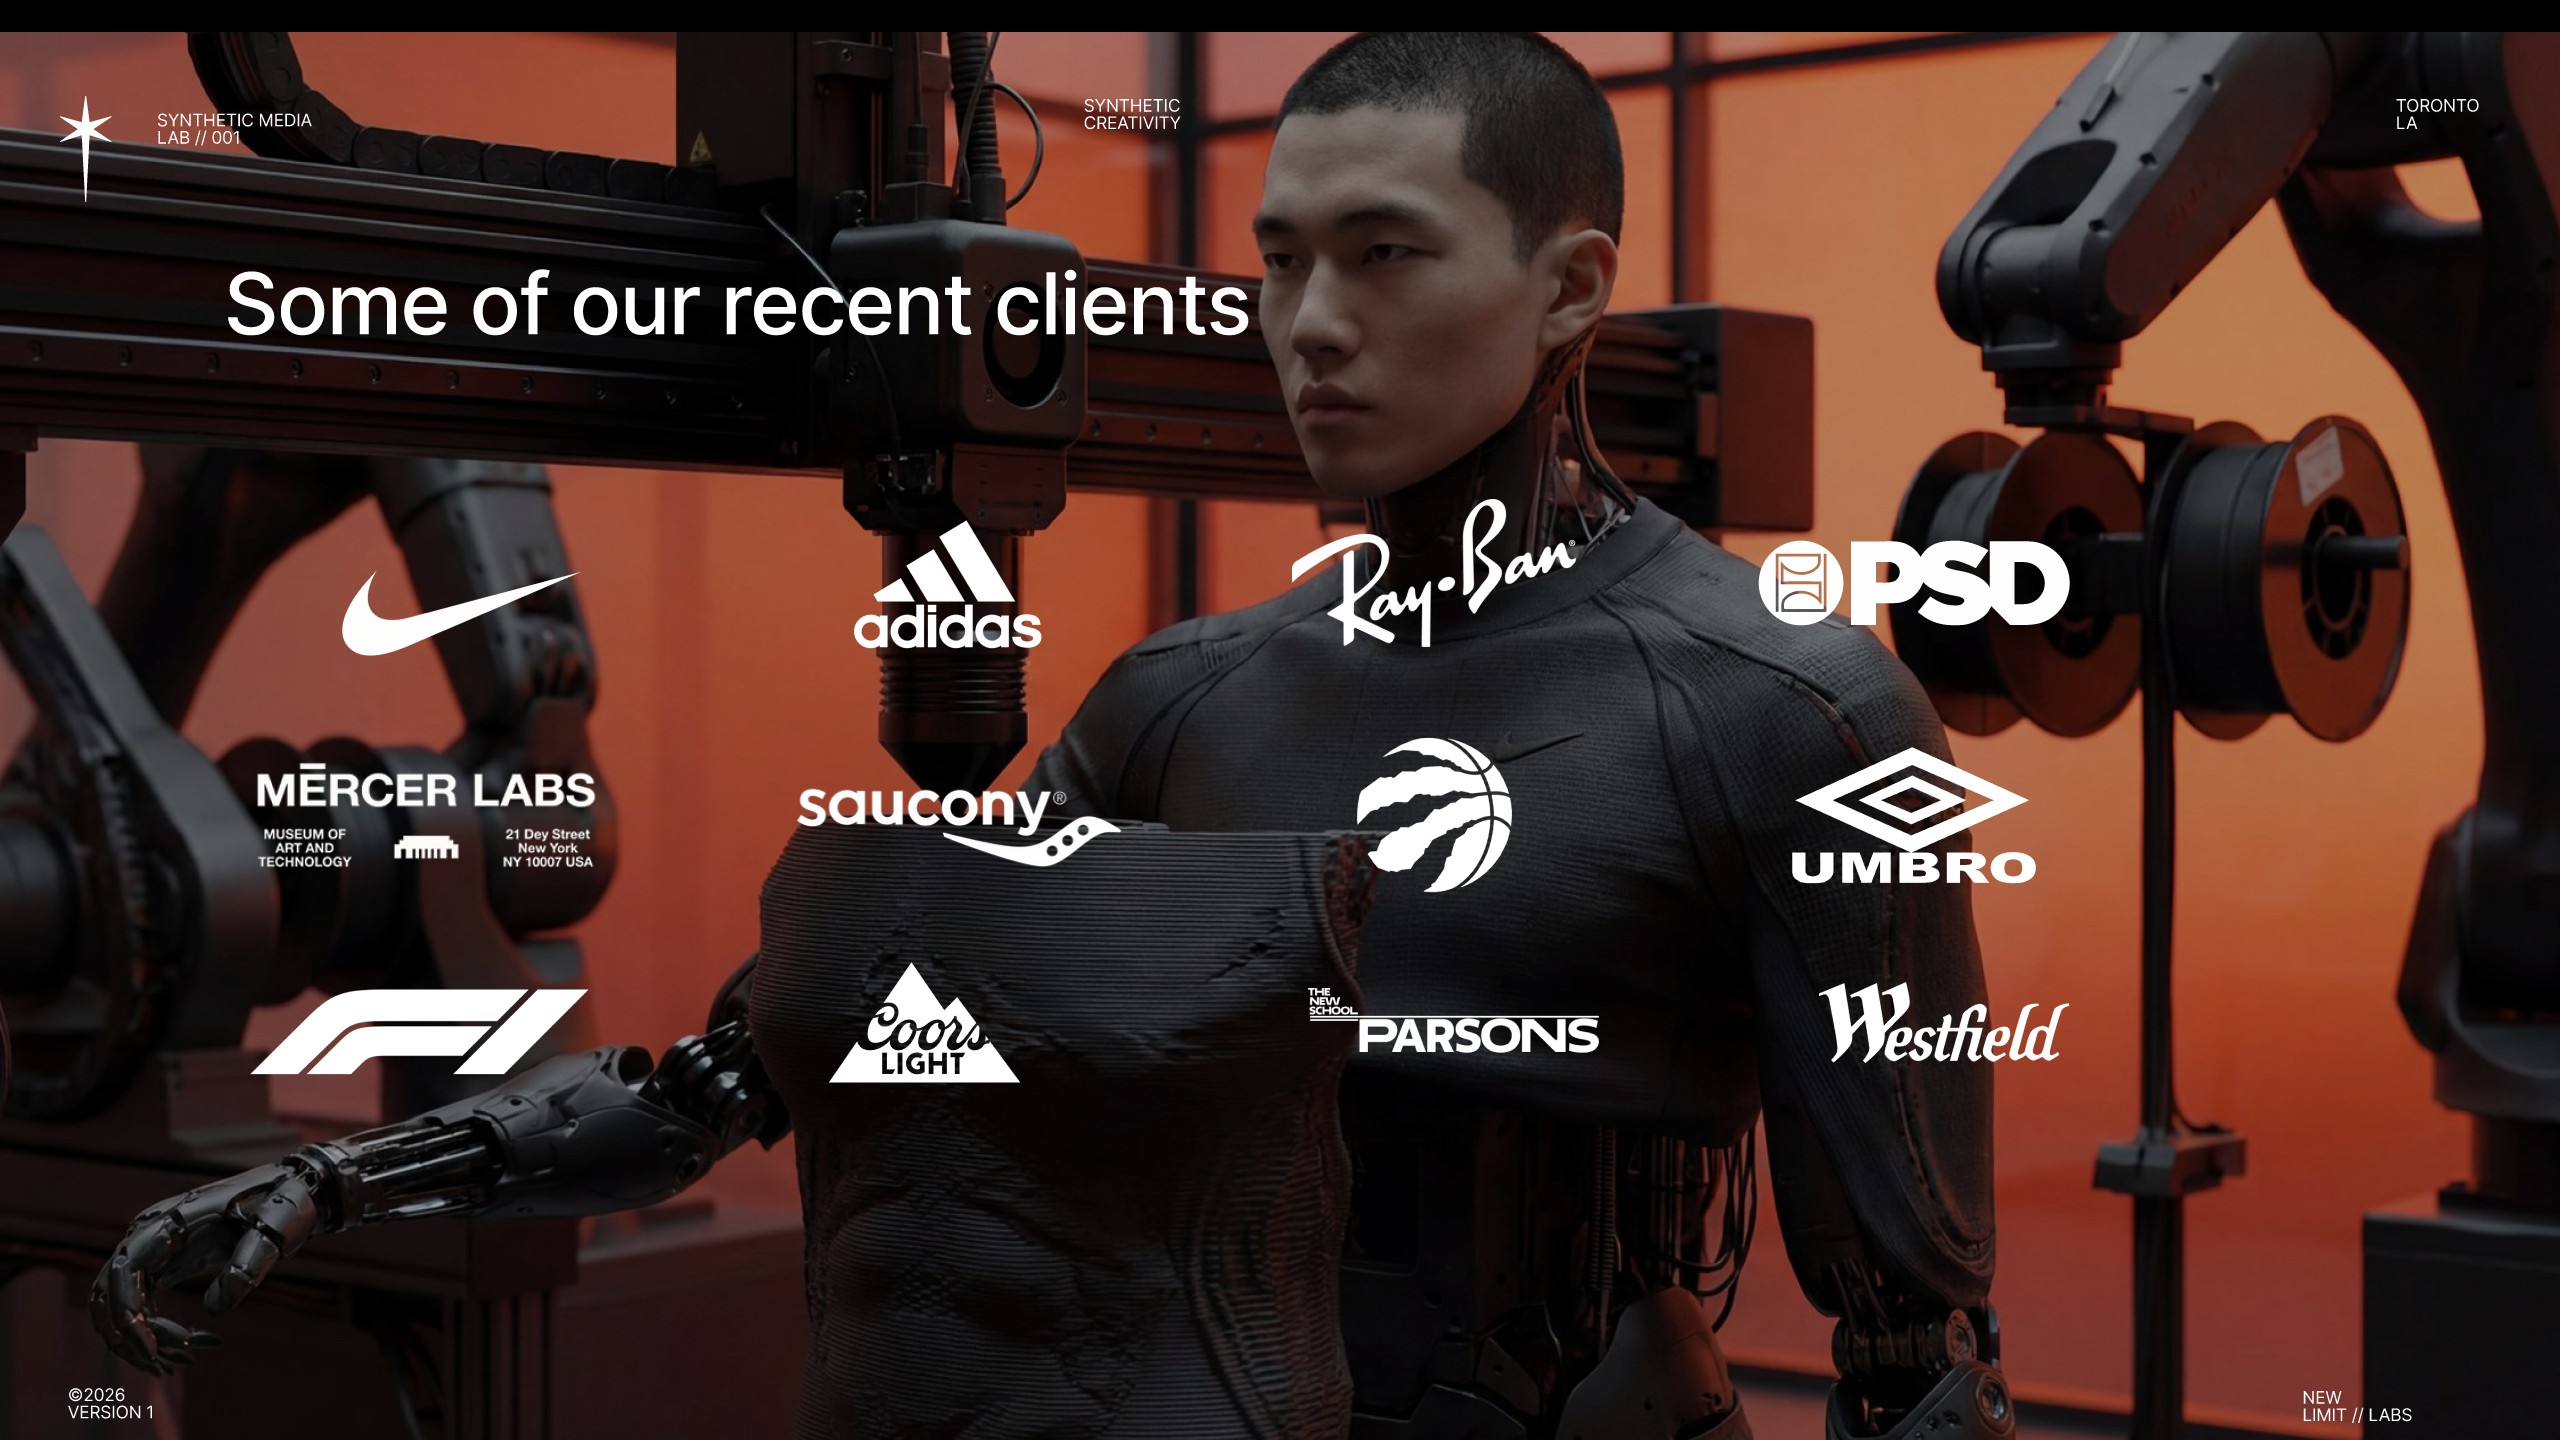 SYNTHETIC MEDIA
LAB // 001
SYNTHETIC
CREATIVITY
TORONTO
LA
Some of our recent clients
adidas
Ray-Ban®
PSD
MĒRCER LABS
MUSEUM OF
ART AND
TECHNOLOGY
21 Dey Street
New York
NY 10007 USA
saucony®
UMBRO
F1
Coors
LIGHT
THE
NEW
SCHOOL
PARSONS
Westfield
©2026
VERSION 1
NEW
LIMIT // LABS